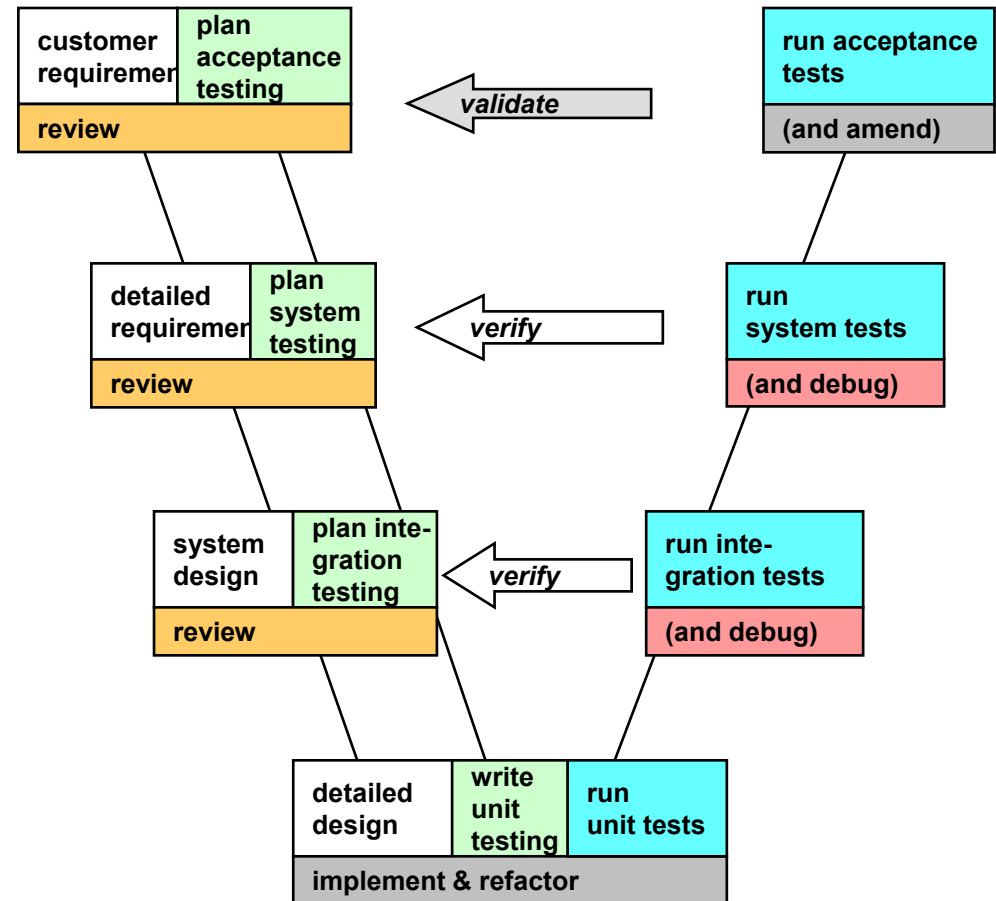 customer
requiremen
plan
acceptance
testing
review
validate
run acceptance
tests
(and amend)
detailed
requiremen
plan
system
testing
review
verify
run
system tests
(and debug)
system
design
plan inte-
gration
testing
review
verify
run inte-
gration tests
(and debug)
detailed
design
write
unit
testing
run
unit tests
implement & refactor